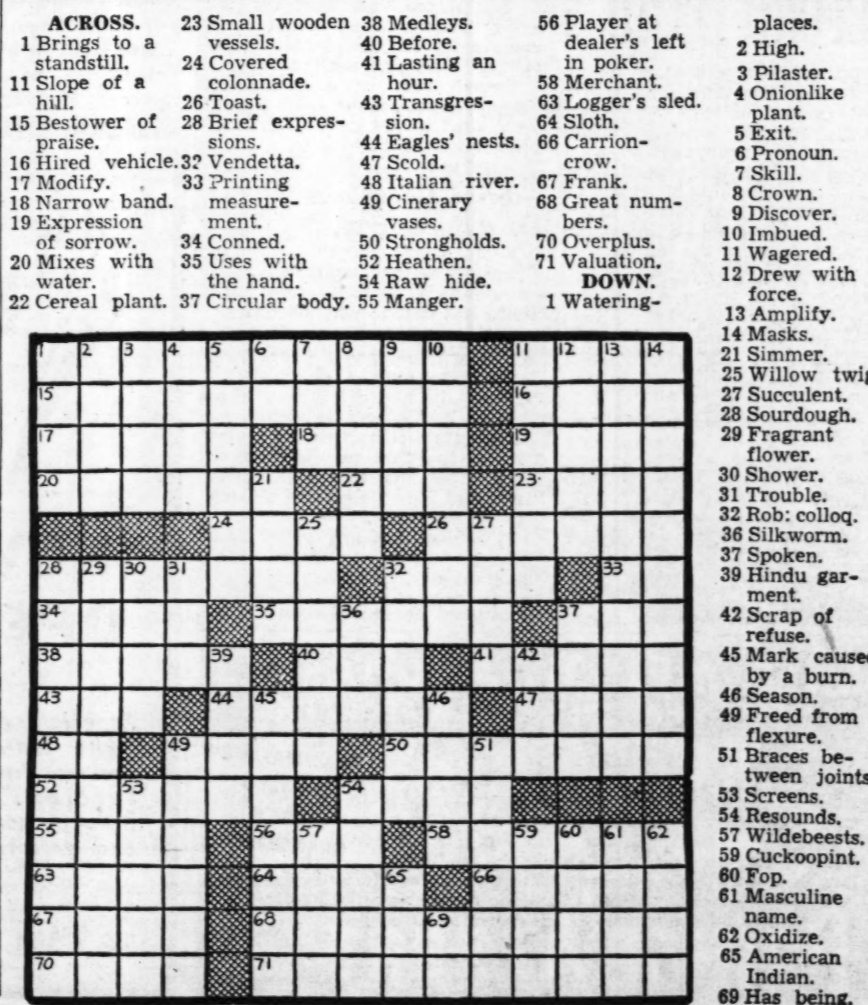 ACROSS.
1 Brings to a
standstill.
11 Slope of a
hill.
15 Bestower of
praise.
16 Hired vehicle.
17 Modify.
18 Narrow band.
19 Expression
of sorrow.
20 Mixes with
water.
22 Cereal plant.
23 Small wooden
vessels.
24 Covered
colonnade.
26 Toast.
28 Brief expres-
sions.
32 Vendetta.
33 Printing
measure-
ment.
34 Conned.
35 Uses with
the hand.
37 Circular body.
38 Medleys.
40 Before.
41 Lasting an
hour.
43 Transgres-
sion.
44 Eagles' nests.
47 Scold.
48 Italian river.
49 Cinerary
vases.
50 Strongholds.
52 Heathen.
54 Raw hide.
55 Manger.
56 Player at
dealer's left
in poker.
58 Merchant.
63 Logger's sled.
64 Sloth.
66 Carrion-
crow.
67 Frank.
68 Great num-
bers.
70 Overplus.
71 Valuation.
DOWN.
1 Watering-
places.
2 High.
3 Pilaster.
4 Onionlike
plant.
5 Exit.
6 Pronoun.
7 Skill.
8 Crown.
9 Discover.
10 Imbued.
11 Wagered.
12 Drew with
force.
13 Amplify.
14 Masks.
21 Simmer.
25 Willow twig
27 Succulent.
28 Sourdough.
29 Fragrant
flower.
30 Shower.
31 Trouble.
32 Rob: colloq.
36 Silkworm.
37 Spoken.
39 Hindu gar-
ment.
42 Scrap of
refuse.
45 Mark caused
by a burn.
46 Season.
49 Freed from
flexure.
51 Braces be-
tween joints
53 Screens.
54 Resounds.
57 Wildebeests.
59 Cuckoopint.
60 Fop.
61 Masculine
name.
62 Oxidize.
65 American
Indian.
69 Has being
1 2 3 4 5 6 7 8 9 10 11 12 13 14
15 16
17 18 19
20 21 22 23
24 25 26 27
28 29 30 31 32 33
34 35 36 37
38 39 40 41 42
43 44 45 46 47
48 49 50 51
52 53 54
55 56 57 58 59 60 61 62
63 64 65 66
67 68 69
70 71